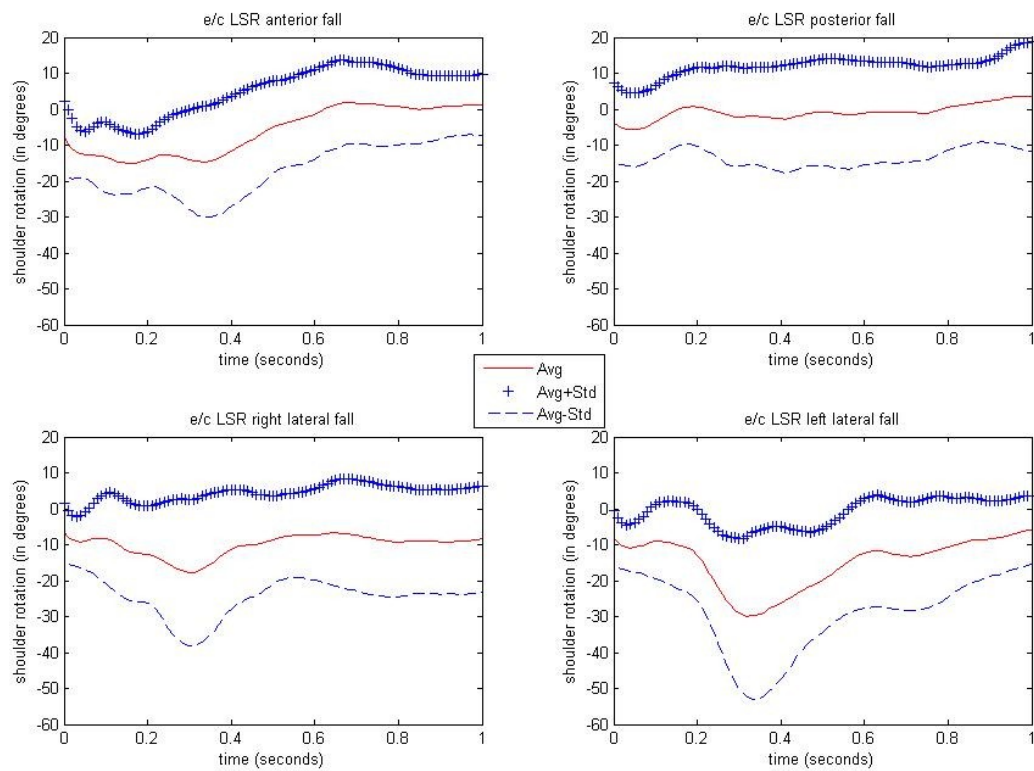 e/c LSR anterior fall
20
10
0
-10
-20
-30
-40
-50
-60
shoulder rotation (in degrees)
0 0.2 0.4 0.6 0.8 1
time (seconds)
e/c LSR posterior fall
20
10
0
-10
-20
-30
-40
-50
-60
shoulder rotation (in degrees)
0 0.2 0.4 0.6 0.8 1
time (seconds)
Avg
Avg+Std
Avg-Std
e/c LSR right lateral fall
20
10
0
-10
-20
-30
-40
-50
-60
shoulder rotation (in degrees)
0 0.2 0.4 0.6 0.8 1
time (seconds)
e/c LSR left lateral fall
20
10
0
-10
-20
-30
-40
-50
-60
shoulder rotation (in degrees)
0 0.2 0.4 0.6 0.8 1
time (seconds)